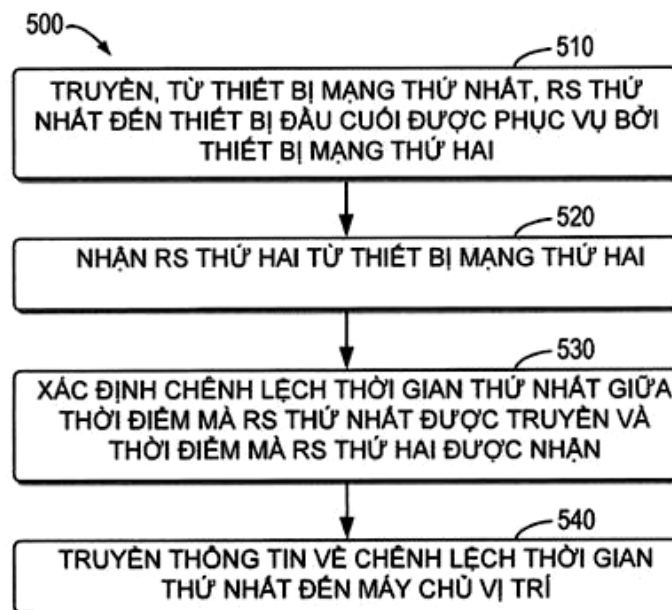 500
510
TRUYỀN, TỪ THIẾT BỊ MẠNG THỨ NHẤT, RS THỨ
NHẤT ĐẾN THIẾT BỊ ĐẦU CUỐI ĐƯỢC PHỤC VỤ BỞI
THIẾT BỊ MẠNG THỨ HAI
520
NHẬN RS THỨ HAI TỪ THIẾT BỊ MẠNG THỨ HAI
530
XÁC ĐỊNH CHÊNH LỆCH THỜI GIAN THỨ NHẤT GIỮA
THỜI ĐIỂM MÀ RS THỨ NHẤT ĐƯỢC TRUYỀN VÀ
THỜI ĐIỂM MÀ RS THỨ HAI ĐƯỢC NHẬN
540
TRUYỀN THÔNG TIN VỀ CHÊNH LỆCH THỜI GIAN
THỨ NHẤT ĐẾN MÁY CHỦ VỊ TRÍ